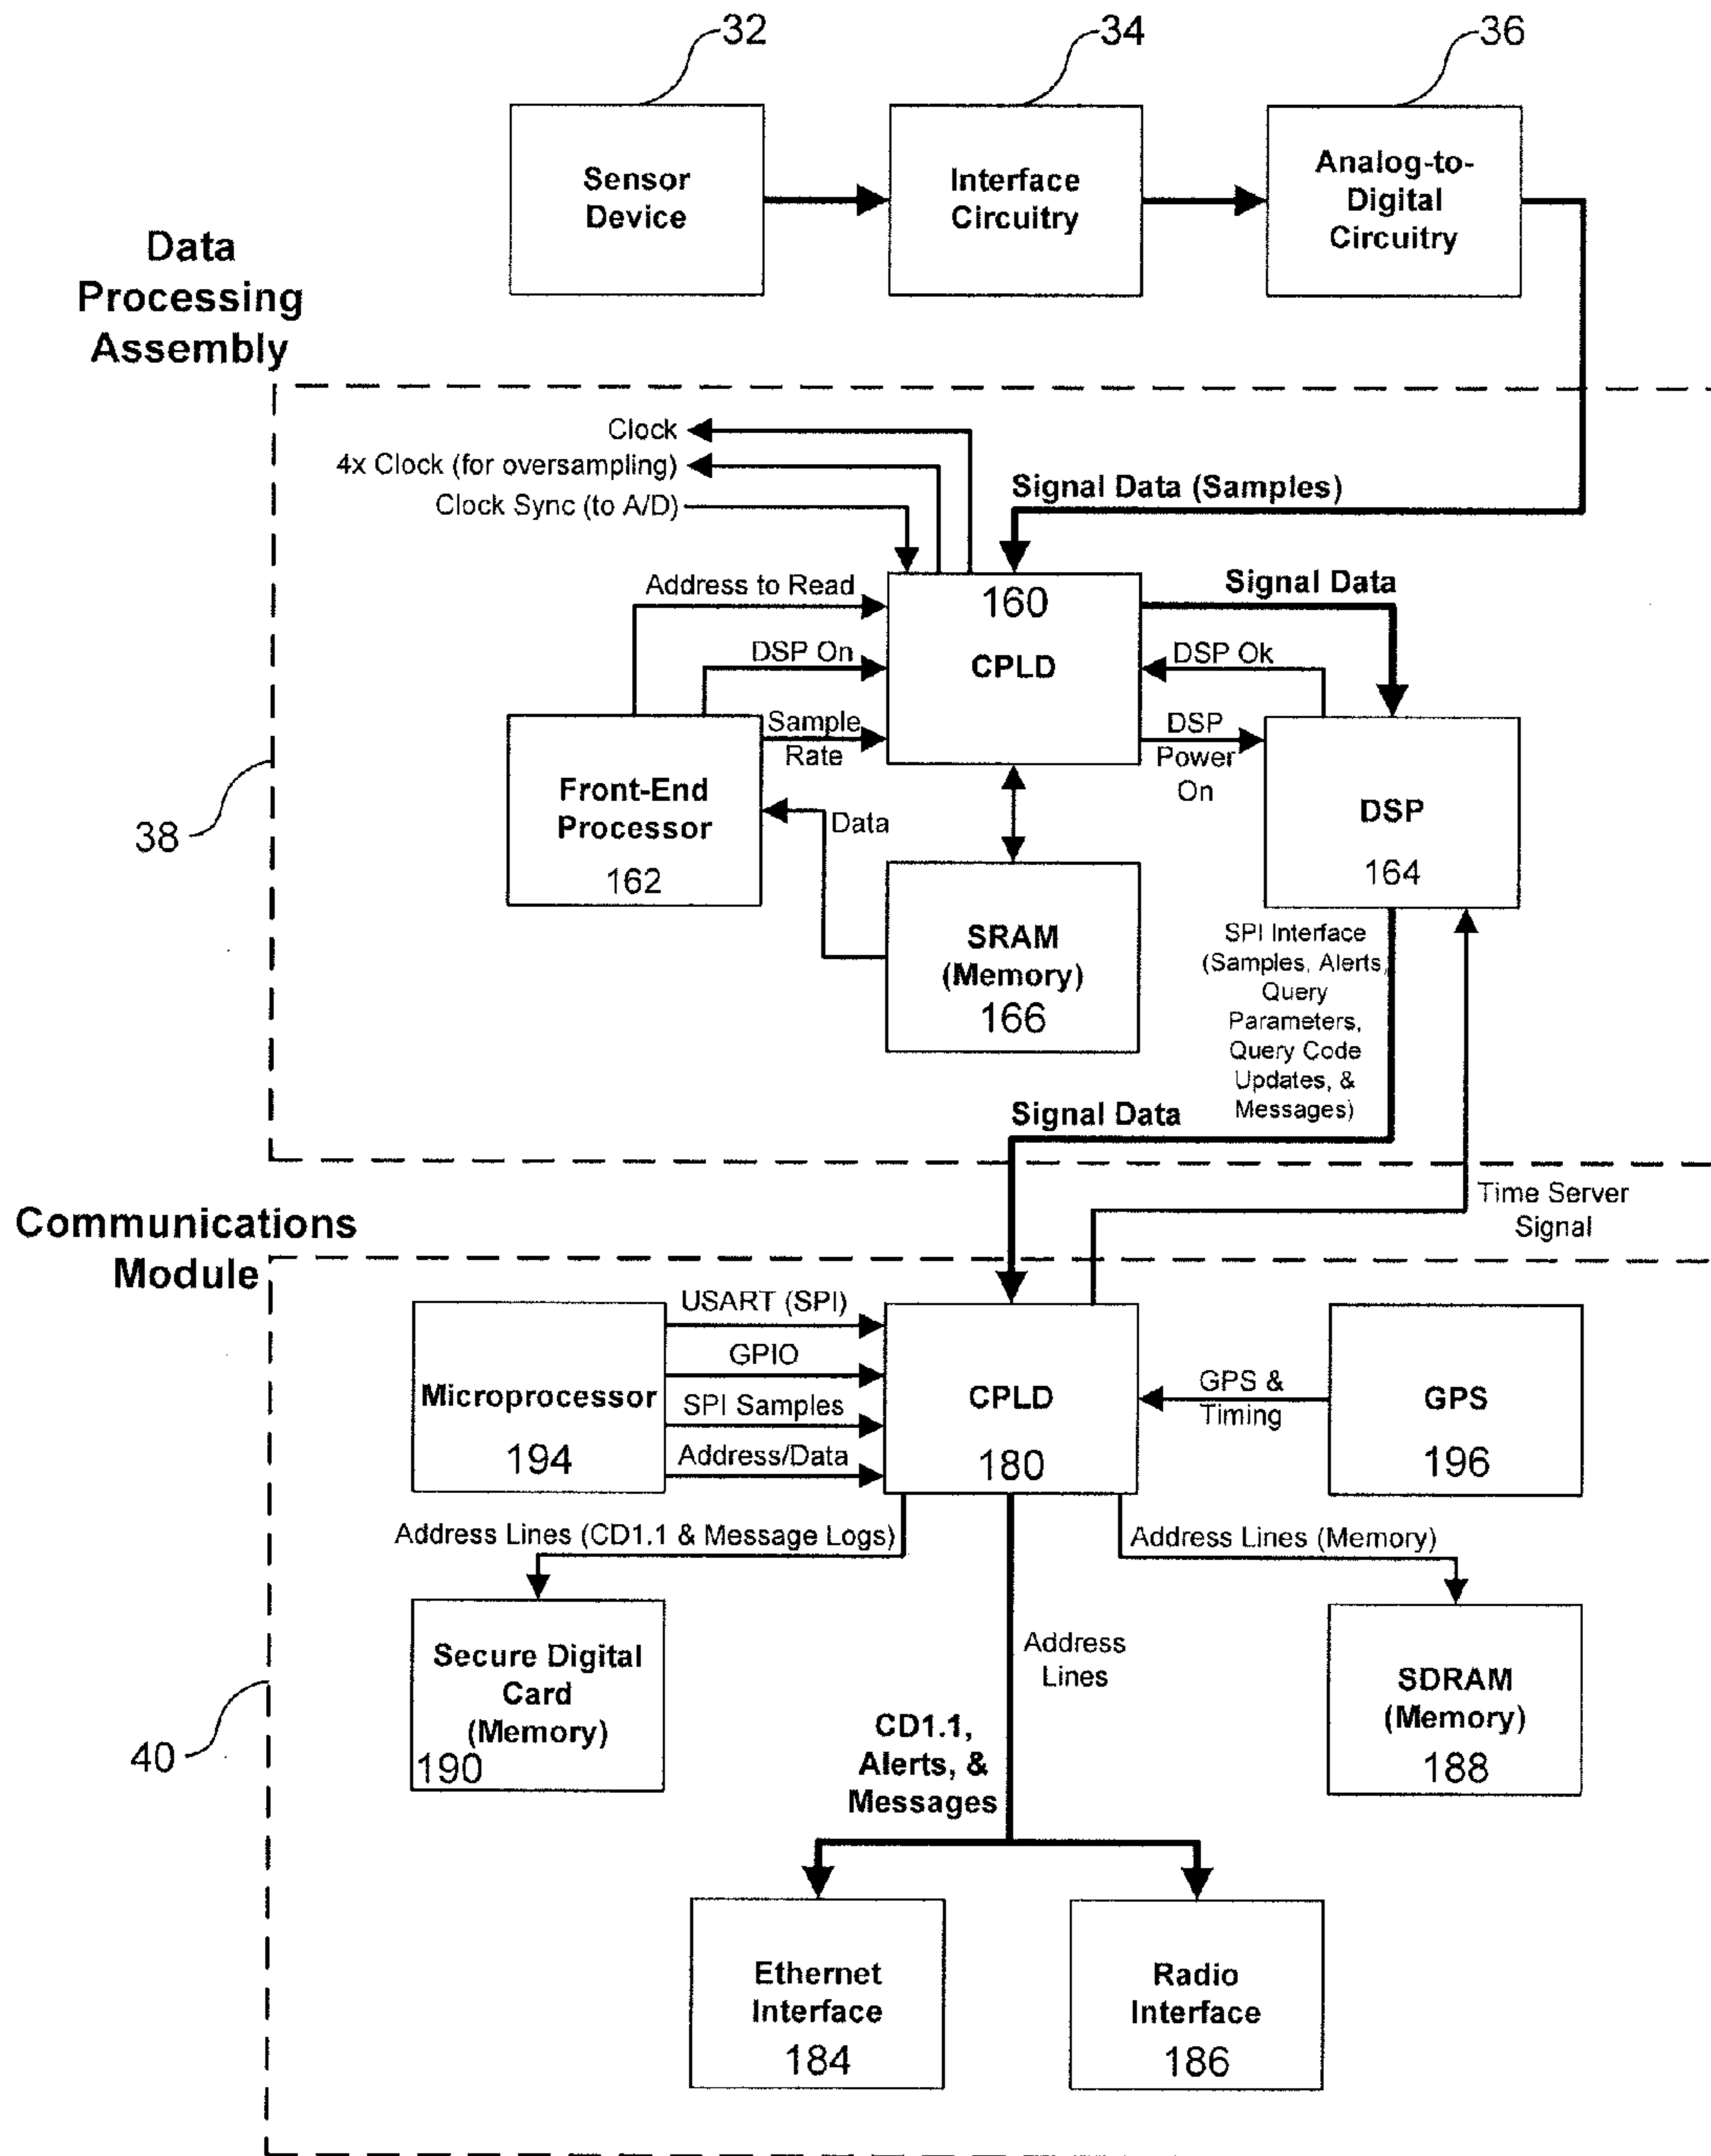 32
34
36
Sensor
Device
Interface
Circuitry
Analog-to-
Digital
Circuitry
Data
Processing
Assembly
Clock
4x Clock (for oversampling)
Clock Sync (to A/D)
Signal Data (Samples)
Address to Read
160
CPLD
Signal Data
DSP On
DSP Ok
Sample
Rate
DSP
Power
On
Front-End
Processor
162
Data
DSP
164
38
SRAM
(Memory)
166
SPI Interface
(Samples, Alerts,
Query
Parameters,
Query Code
Updates, &
Messages)
Signal Data
Time Server
Signal
Communications
Module
USART (SPI)
GPIO
SPI Samples
Address/Data
Microprocessor
194
CPLD
180
GPS &
Timing
GPS
196
Address Lines (CD1.1 & Message Logs)
Address Lines (Memory)
Secure Digital
Card
(Memory)
190
Address
Lines
SDRAM
(Memory)
188
40
CD1.1,
Alerts, &
Messages
Ethernet
Interface
184
Radio
Interface
186